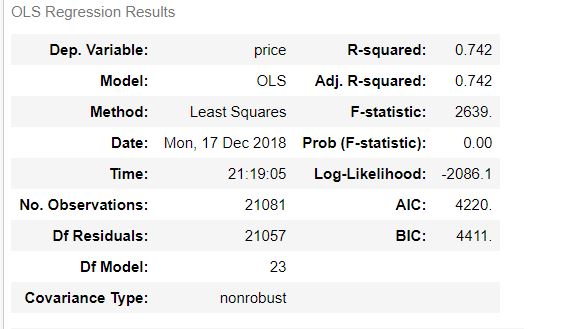 OLS Regression Results
Dep. Variable: price R-squared: 0.742
Model: OLS Adj. R-squared: 0.742
Method: Least Squares F-statistic: 2639.
Date: Mon, 17 Dec 2018 Prob (F-statistic): 0.00
Time: 21:19:05 Log-Likelihood: -2086.1
No. Observations: 21081 AIC: 4220.
Df Residuals: 21057 BIC: 4411.
Df Model: 23
Covariance Type: nonrobust